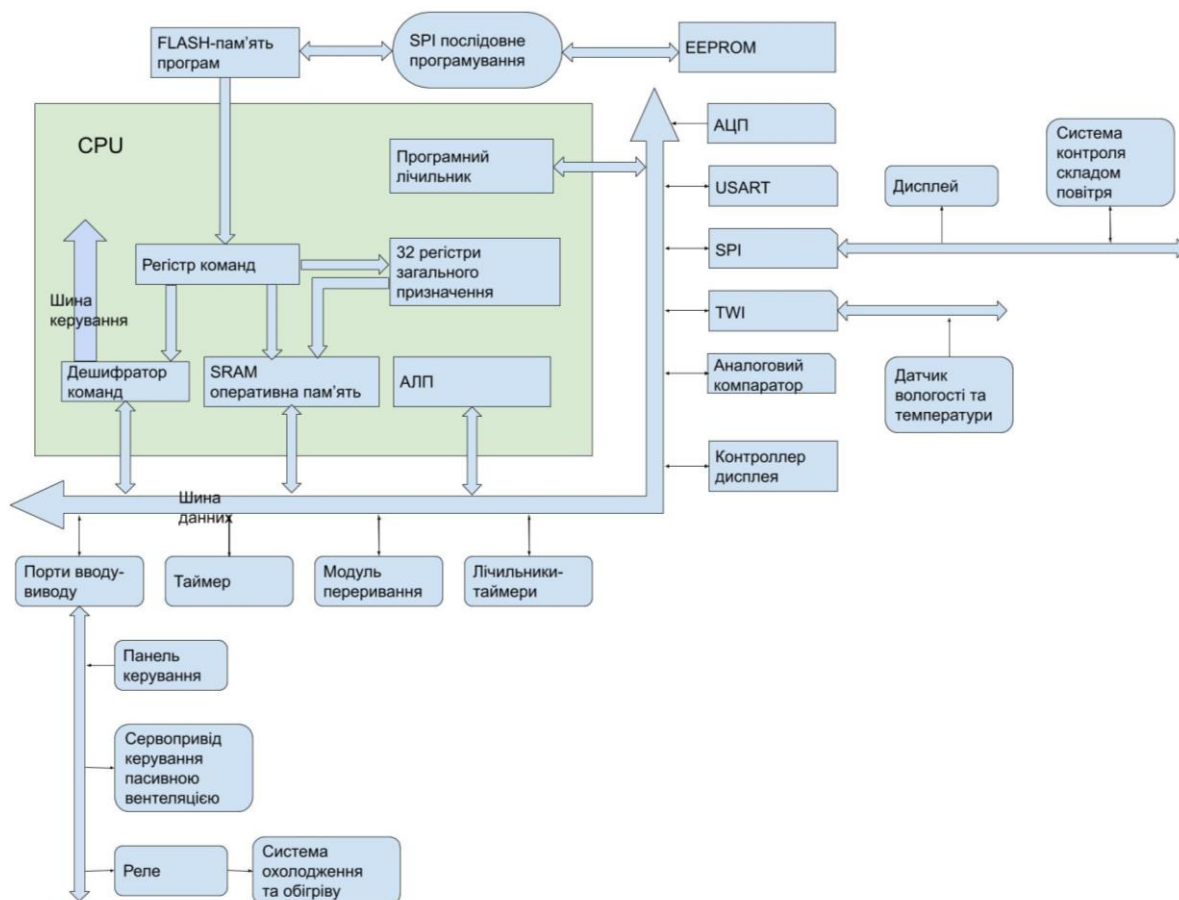 FLASH-пам’ять
програм
SPI послідовне
програмування
EEPROM
CPU
Програмний
лічильник
АЦП
USART
SPI
TWI
Аналоговий
компаратор
Контроллер
дисплея
Дисплей
Система
контроля
складом
повітря
Датчик
вологості та
температури
Регістр команд
32 регістри
загального
призначення
Шина
керування
Дешифратор
команд
SRAM
оперативна пам’ять
АЛП
Шина
данних
Порти вводу-
виводу
Таймер
Модуль
переривання
Лічильники-
таймери
Панель
керування
Сервопривід
керування
пасивною
вентеляцією
Реле
Система
охолодження
та обігріву